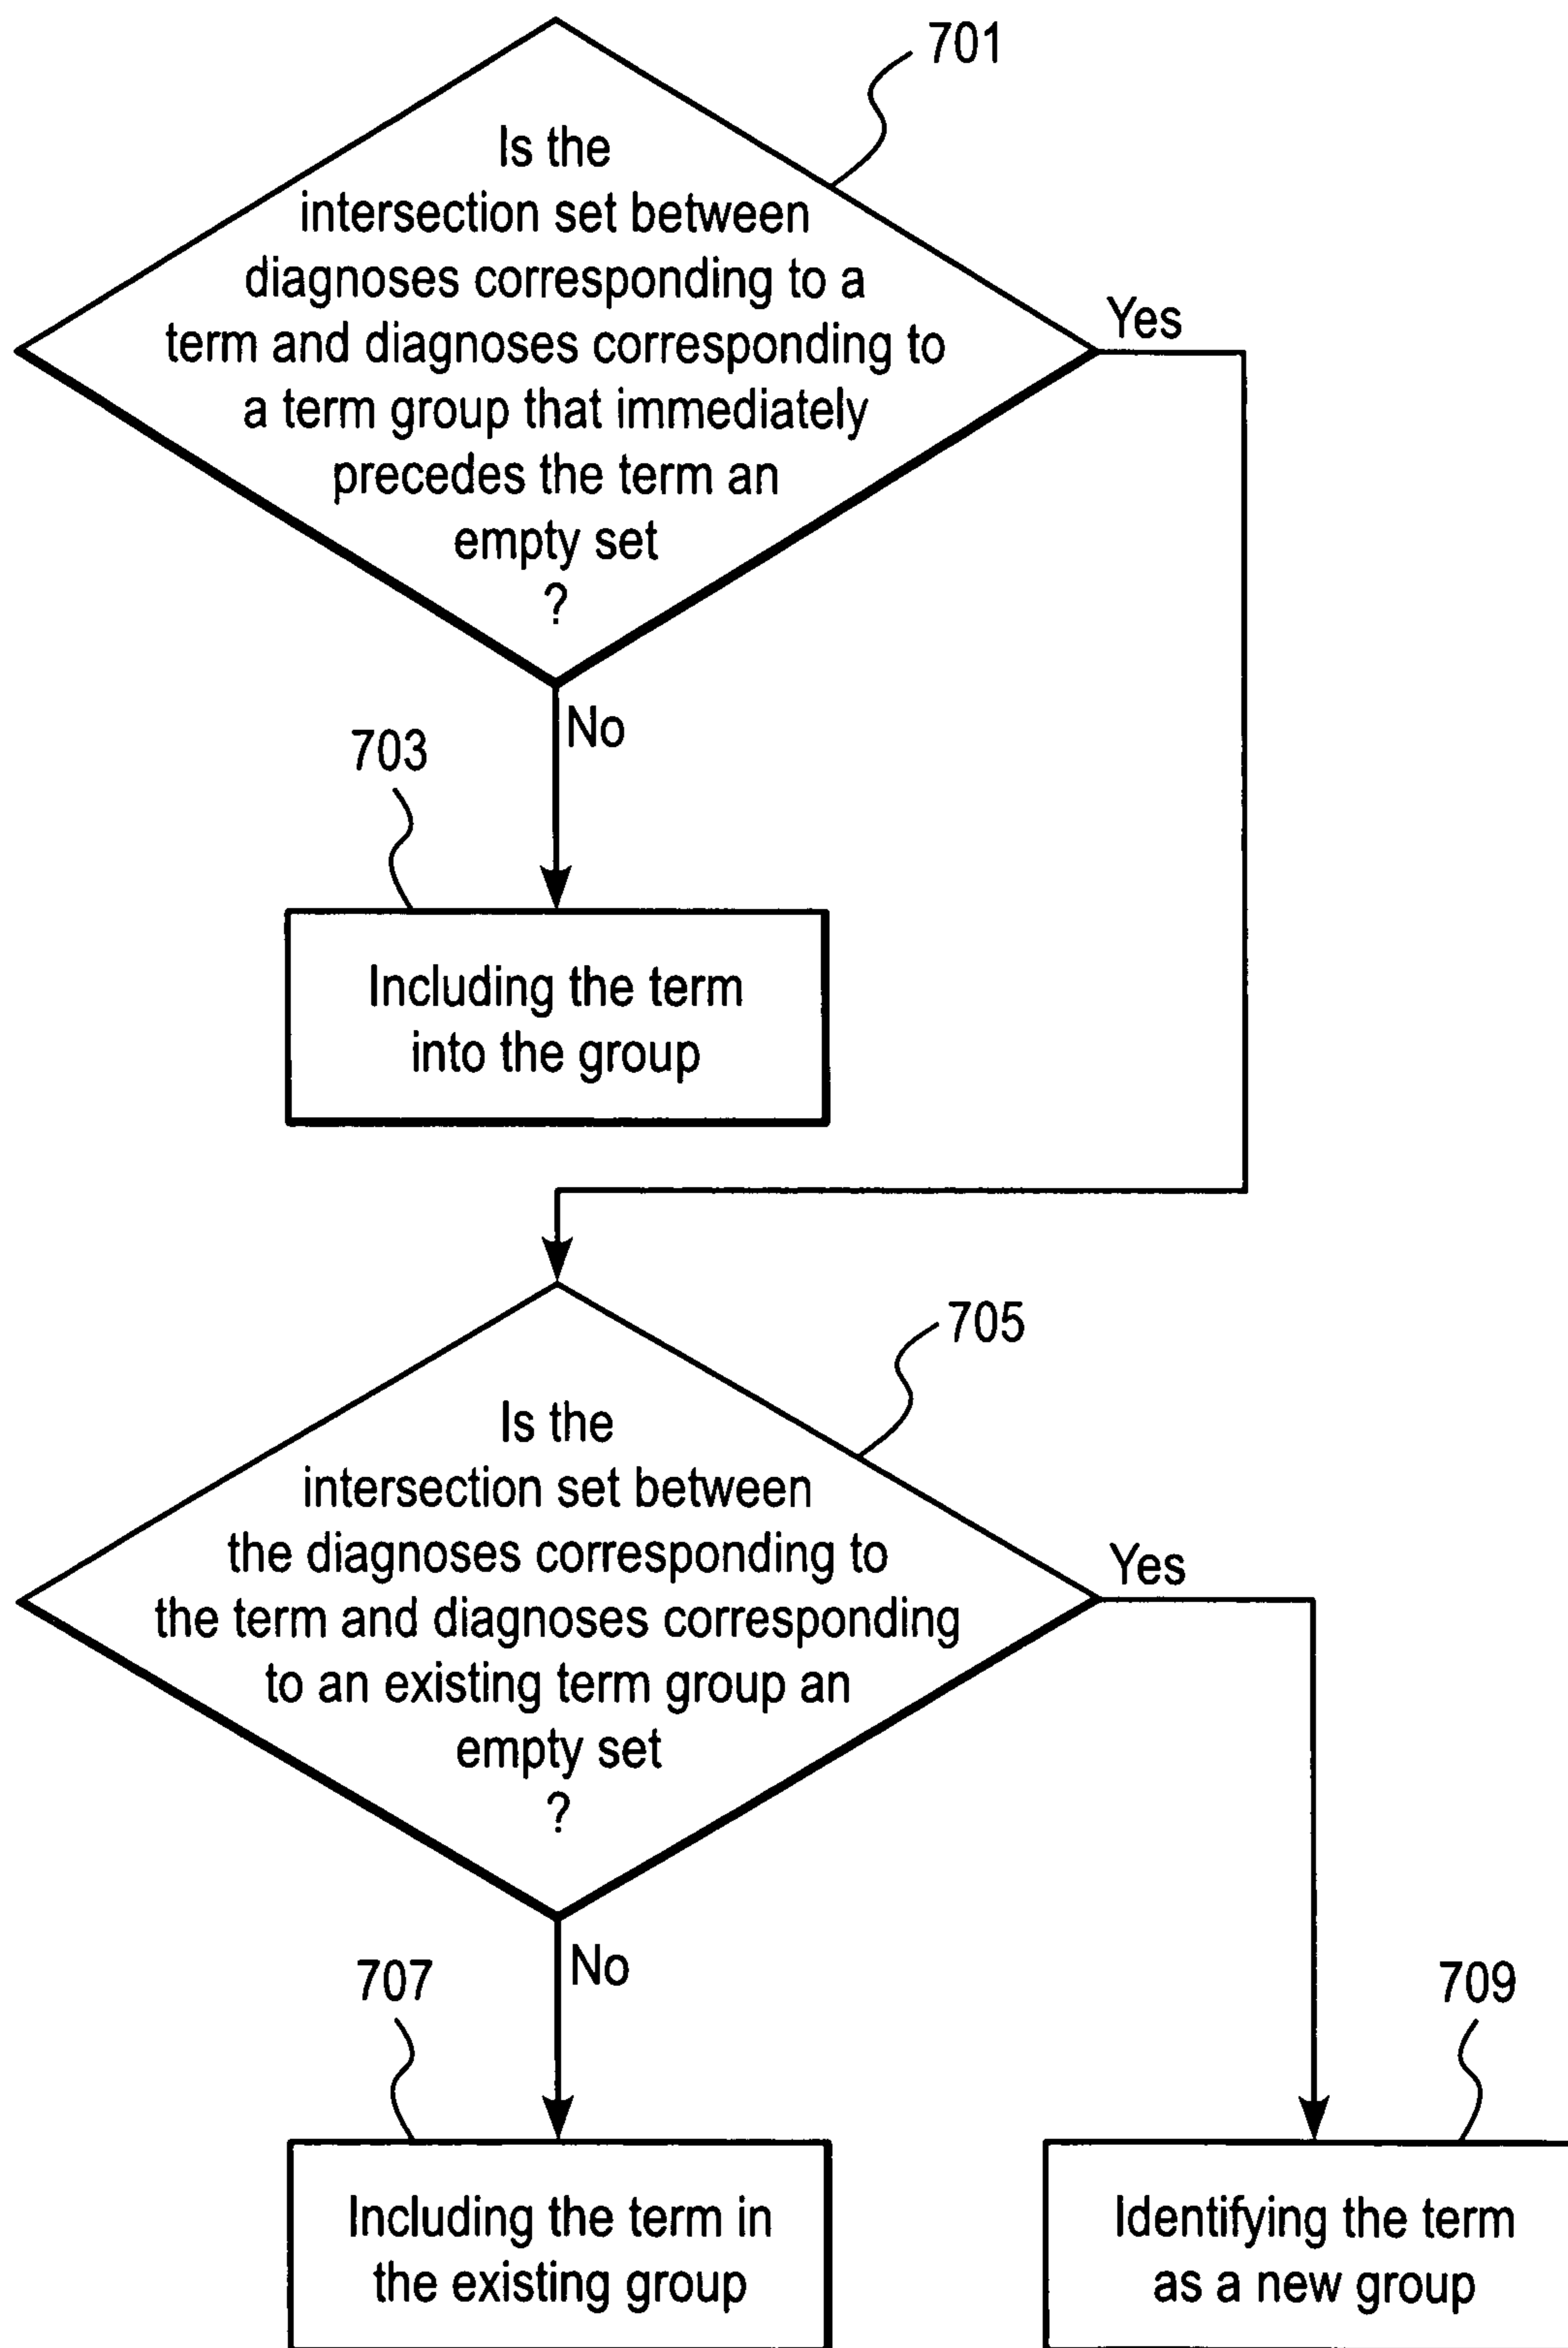 701
Is the
intersection set between
diagnoses corresponding to a
term and diagnoses corresponding to
a term group that immediately
precedes the term an
empty set
?
Yes
No
703
Including the term
into the group
705
Is the
intersection set between
the diagnoses corresponding to
the term and diagnoses corresponding
to an existing term group an
empty set
?
Yes
No
707
Including the term in
the existing group
709
Identifying the term
as a new group